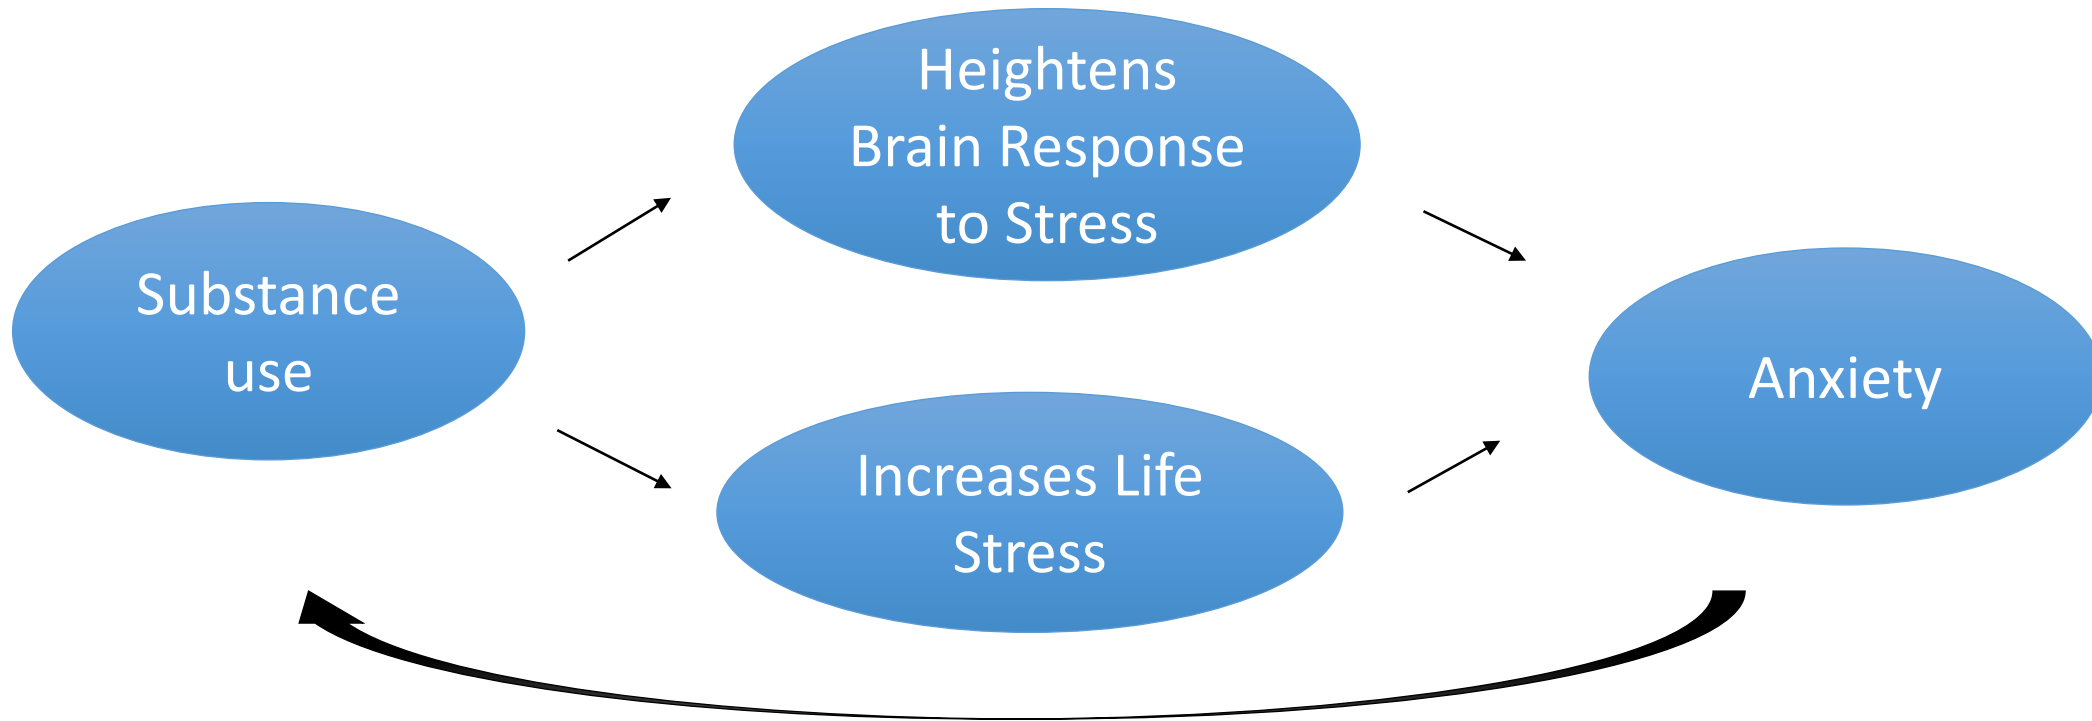 Heightens
Brain Response
to Stress
Substance
use
Anxiety
Increases Life
Stress